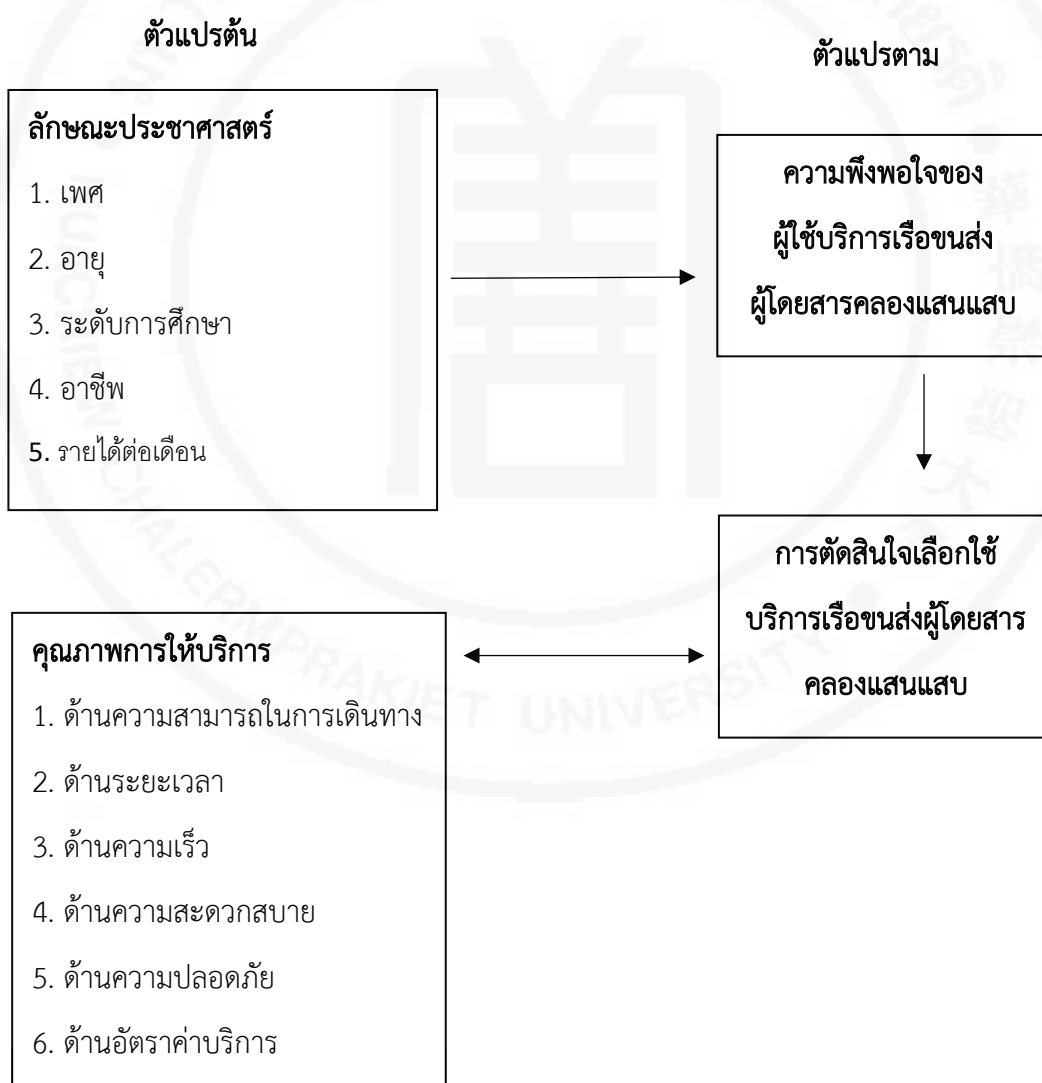 ตัวแปรต้น
ตัวแปรตาม
ลักษณะประชาศาสตร์
1. เพศ
2. อายุ
3. ระดับการศึกษา
4. อาชีพ
5. รายได้ต่อเดือน
ความพึงพอใจของ
ผู้ใช้บริการเรือขนส่ง
ผู้โดยสารคลองแสนแสบ
การตัดสินใจเลือกใช้
บริการเรือขนส่งผู้โดยสาร
คลองแสนแสบ
คุณภาพการให้บริการ
1. ด้านความสามารถในการเดินทาง
2. ด้านระยะเวลา
3. ด้านความเร็ว
4. ด้านความสะดวกสบาย
5. ด้านความปลอดภัย
6. ด้านอัตราค่าบริการ
CHALERMPRAKIET UNIVERSITY